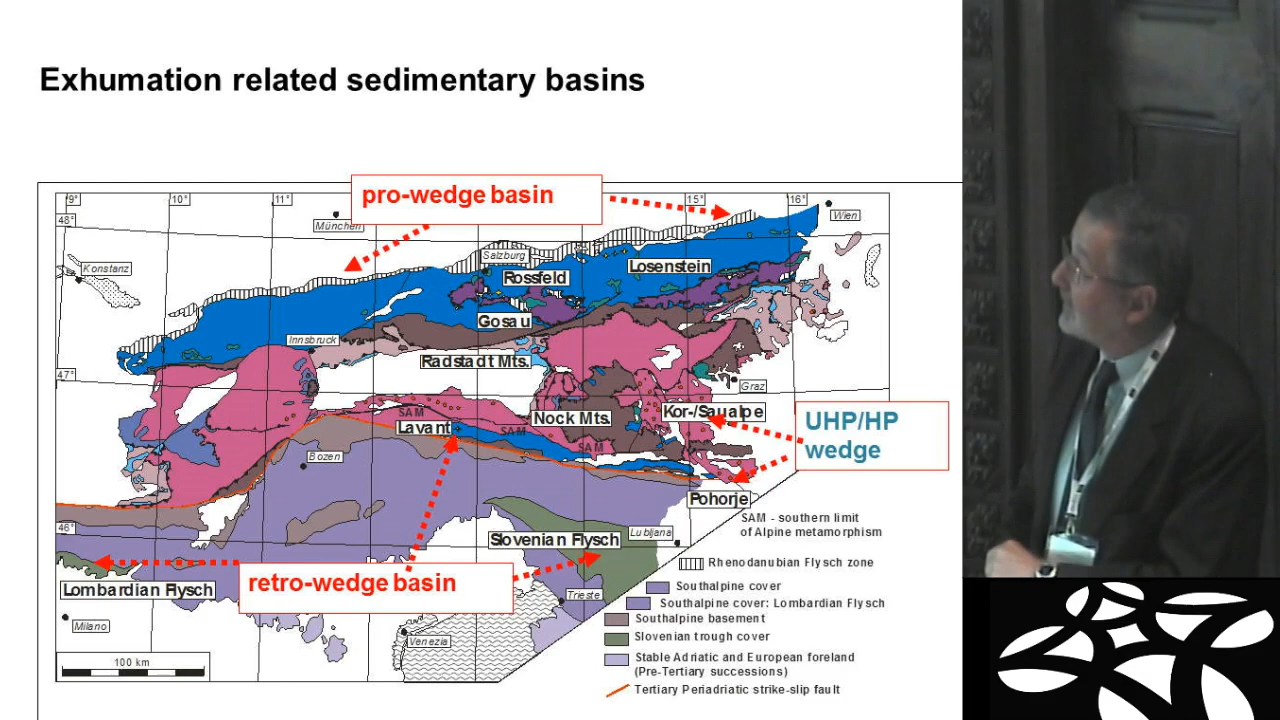 Exhumation related sedimentary basins
pro-wedge basin
9°
10°
11°
15°
16°
48°
München
Wien
Konstanz
Salzburg
Losenstein
Rossfeld
Gosau
Innsbruck
Radstadt Mts.
47°
Graz
SAM
Lavant
Nock Mts.
Kor-/Saualpe
UHP/HP
wedge
SAM
SAM
Bozen
Pohorje
46°
SAM - southern limit
of Alpine metamorphism
Slovenian Flysch
Lubljana
Rhenodanubian Flysch zone
retro-wedge basin
Lombardian Flysch
Southalpine cover
Trieste
Southalpine cover: Lombardian Flysch
Southalpine basement
Milano
Venezia
Slovenian trough cover
100 km
Stable Adriatic and European foreland
(Pre-Tertiary successions)
Tertiary Periadriatic strike-slip fault